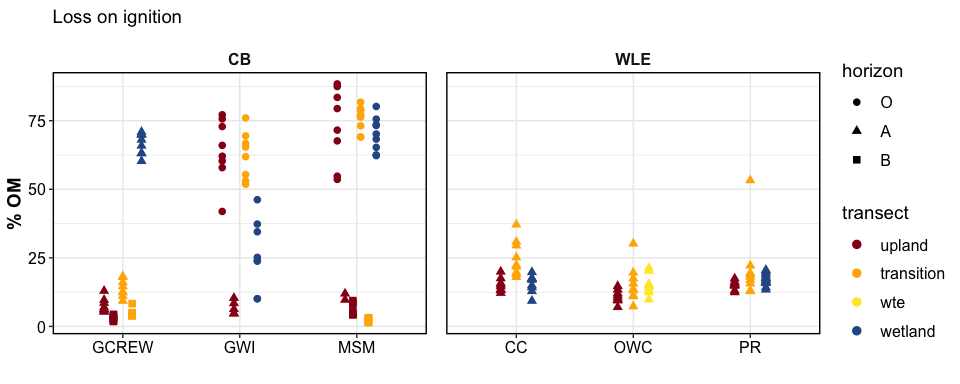 Loss on ignition
CB
WLE
% OM
75
50
25
0
GCREW
GWI
MSM
CC
OWC
PR
horizon
O
A
B
transect
upland
transition
wte
wetland